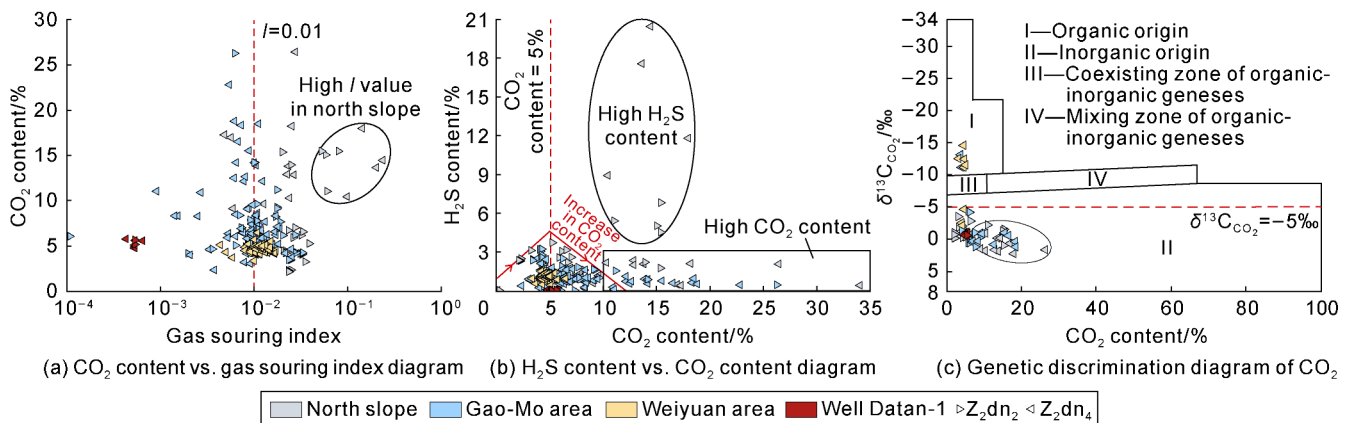 30
25
20
15
10
5
0
CO₂ content/%
I=0.01
High I value
in north slope
10⁻⁴
10⁻³
10⁻²
10⁻¹
10⁰
Gas souring index
(a) CO₂ content vs. gas souring index diagram
21
18
15
12
9
6
3
H₂S content/%
CO₂
content = 5%
High H₂S
content
Increase
in CO₂
content
High CO₂ content
0
5
10
15
20
25
30
35
CO₂ content/%
(b) H₂S content vs. CO₂ content diagram
−34
−30
−25
−20
−15
−10
−5
0
5
8
δ¹³C_CO₂/‰
I—Organic origin
II—Inorganic origin
III—Coexisting zone of organic-
inorganic geneses
IV—Mixing zone of organic-
inorganic geneses
I
III
IV
δ¹³C_CO₂=−5‰
II
0
20
40
60
80
100
CO₂ content/%
(c) Genetic discrimination diagram of CO₂
North slope
Gao-Mo area
Weiyuan area
Well Datan-1
Z₂dn₂
Z₂dn₄